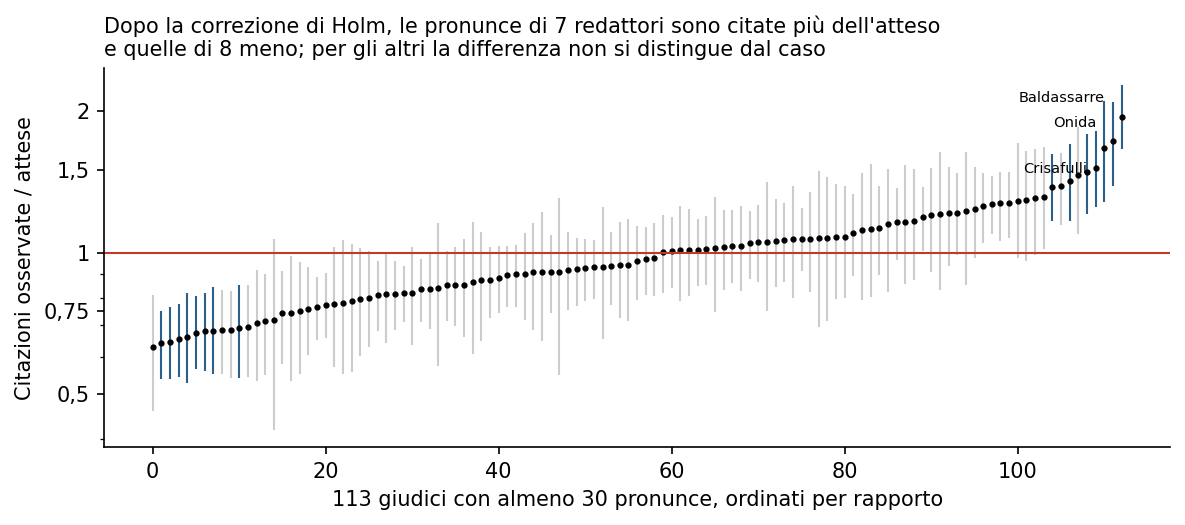 Dopo la correzione di Holm, le pronunce di 7 redattori sono citate più dell'atteso
e quelle di 8 meno; per gli altri la differenza non si distingue dal caso
Citazioni osservate / attese
2
1,5
1
0,75
0,5
Baldassarre
Onida
Crisafulli
0 20 40 60 80 100
113 giudici con almeno 30 pronunce, ordinati per rapporto